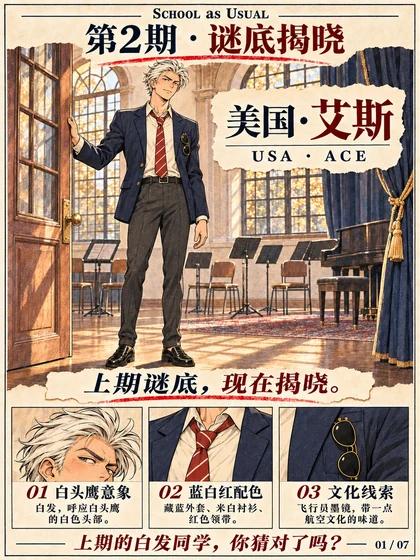 SCHOOL AS USUAL
第2期·谜底揭晓
美国·艾斯
USA · ACE
上期谜底，现在揭晓。
01 白头鹰意象
白发，呼应白头鹰
的白色头部。
02 蓝白红配色
藏蓝外套、米白衬衫、
红色领带。
03 文化线索
飞行员墨镜，带一点
航空文化的味道。
上期的白发同学，你猜对了吗？
01 / 07